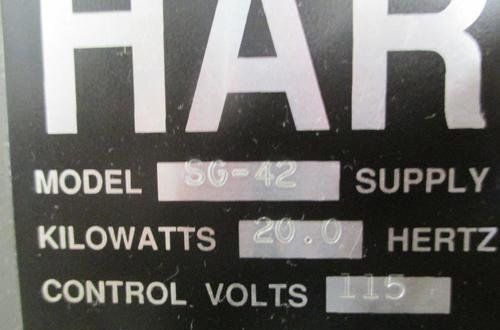 HAR
MODEL SG-42 SUPPLY
KILOWATTS 20.0 HERTZ
CONTROL VOLTS 115